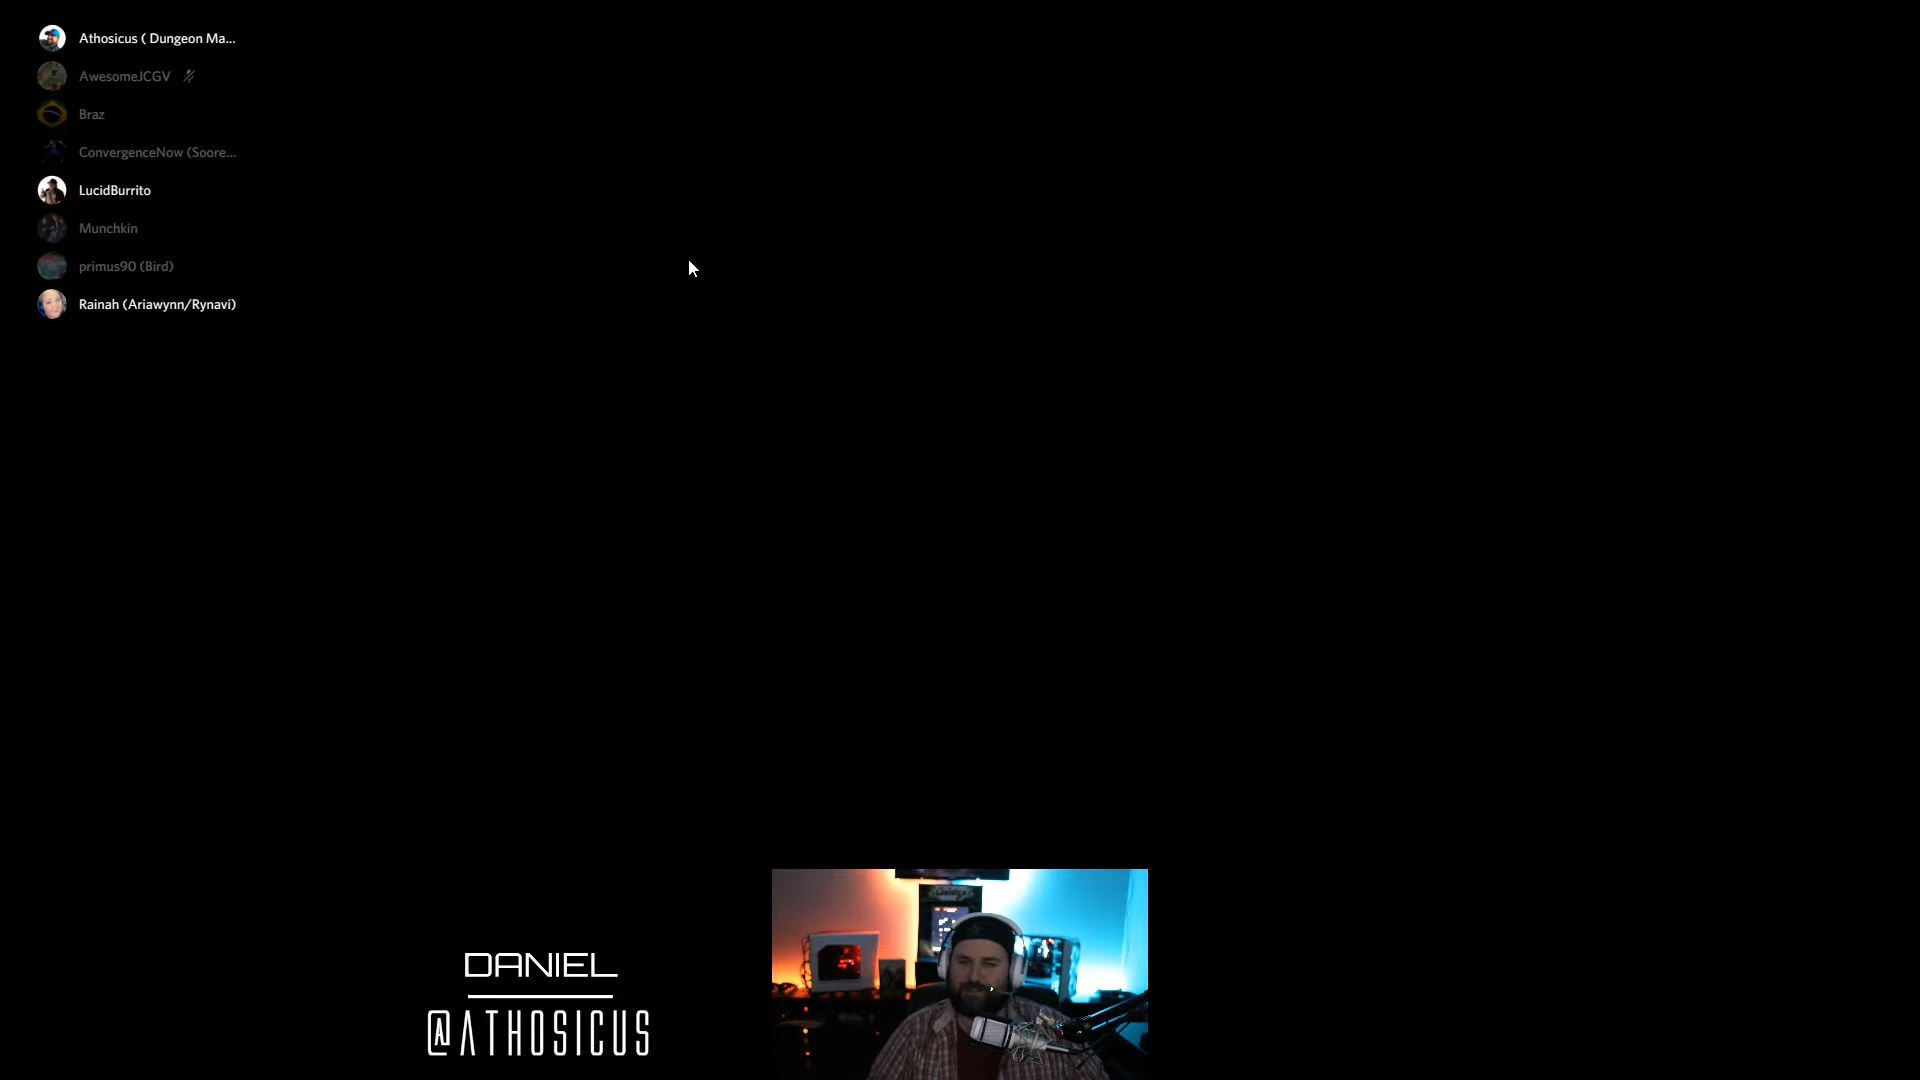 Athosicus ( Dungeon Ma...
AwesomeJCGV
Braz
ConvergenceNow (Soore...
LucidBurrito
Munchkin
primus90 (Bird)
Rainah (Ariawynn/Rynavi)
DANIEL
@ATHOSICUS